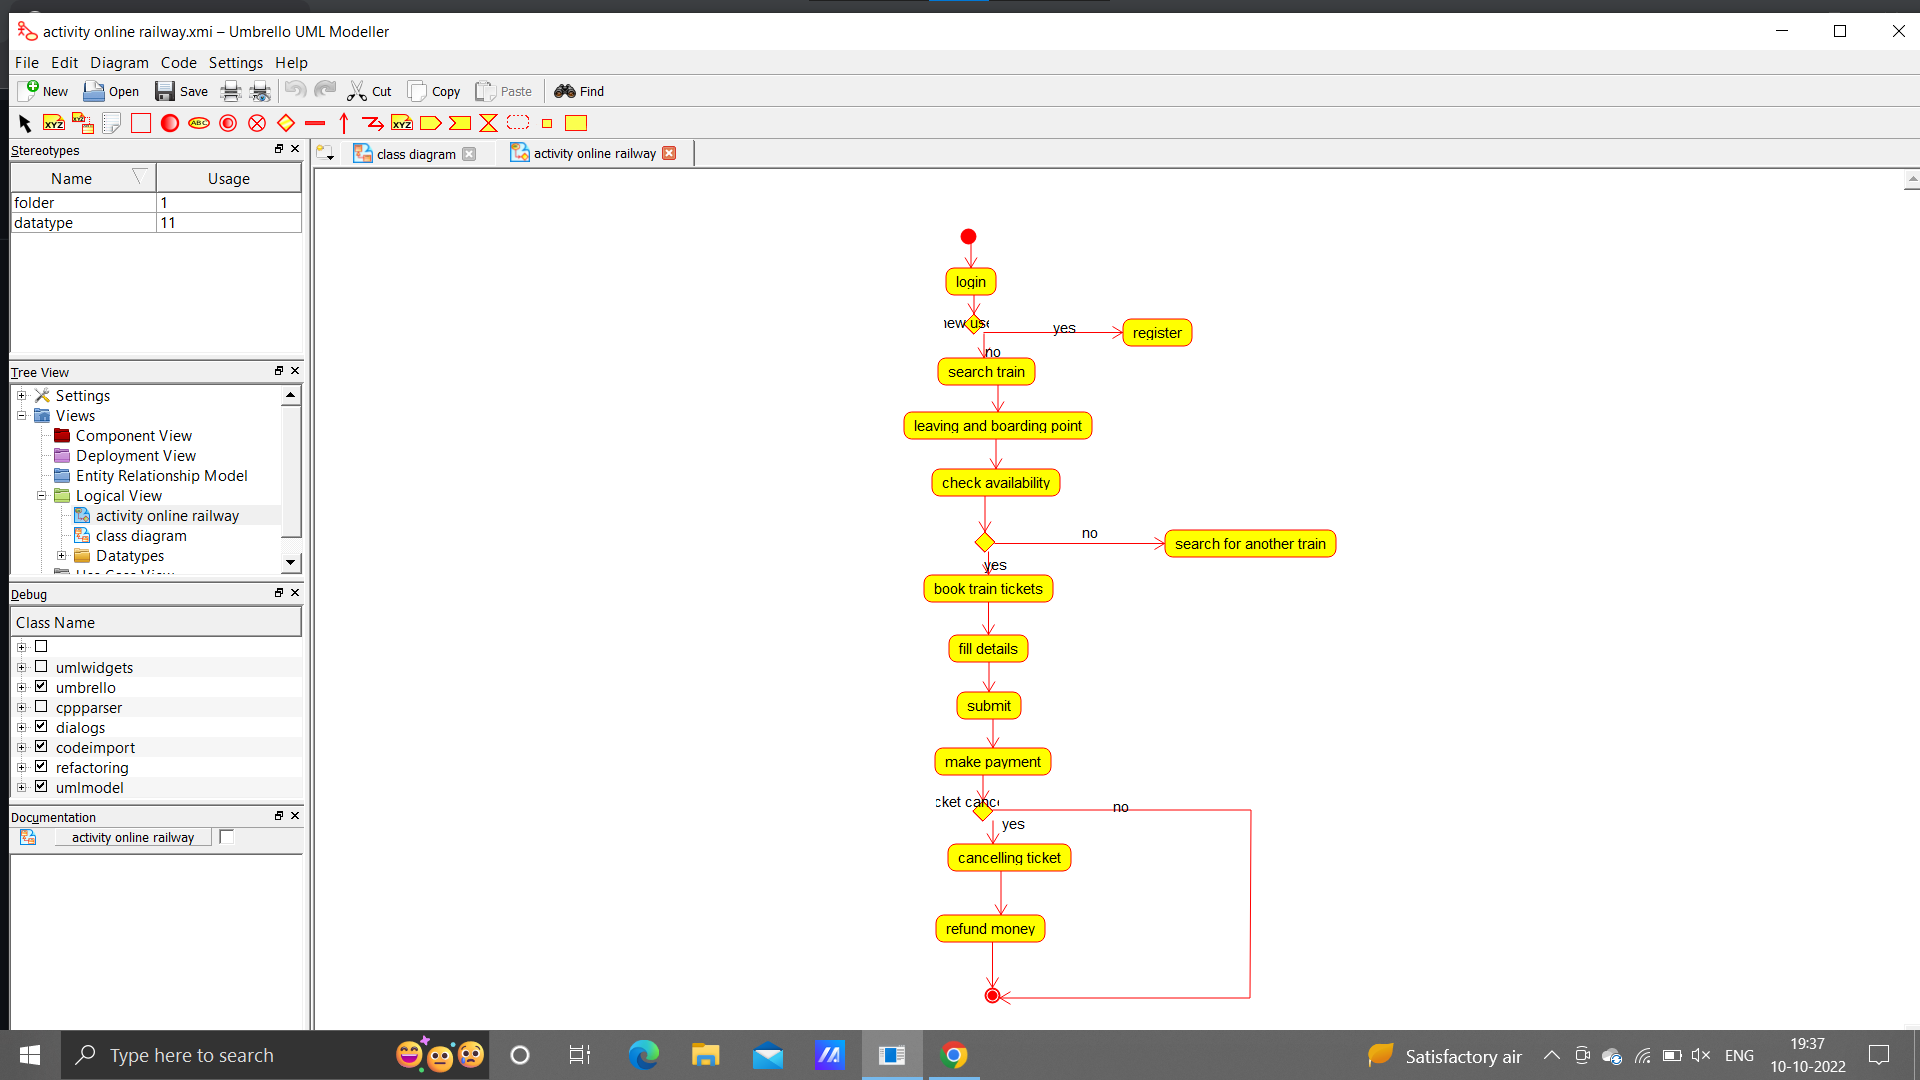 activity online railway.xmi – Umbrello UML Modeller
File Edit Diagram Code Settings Help
New Open Save Cut Copy Paste Find
XYZ ABC XYZ
Stereotypes
class diagram activity online railway
Name Usage
folder 1
datatype 11
login
new use
yes
register
no
search train
Tree View
Settings
Views
Component View
Deployment View
Entity Relationship Model
Logical View
activity online railway
class diagram
Datatypes
leaving and boarding point
check availability
no
search for another train
yes
book train tickets
Debug
Class Name
umlwidgets
umbrello
cppparser
dialogs
codeimport
refactoring
umlmodel
fill details
submit
make payment
cket cance
no
yes
cancelling ticket
refund money
Documentation
activity online railway
Type here to search
Satisfactory air
ENG
19:37
10-10-2022